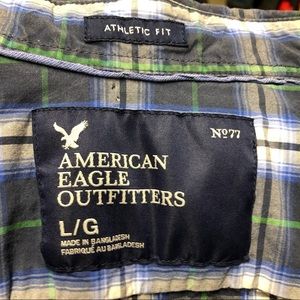 ATHLETIC FIT
Nº77
AMERICAN
EAGLE
OUTFITTERS
L/G
MADE IN BANGLADESH
FABRIQUÉ AU BANGLADESH